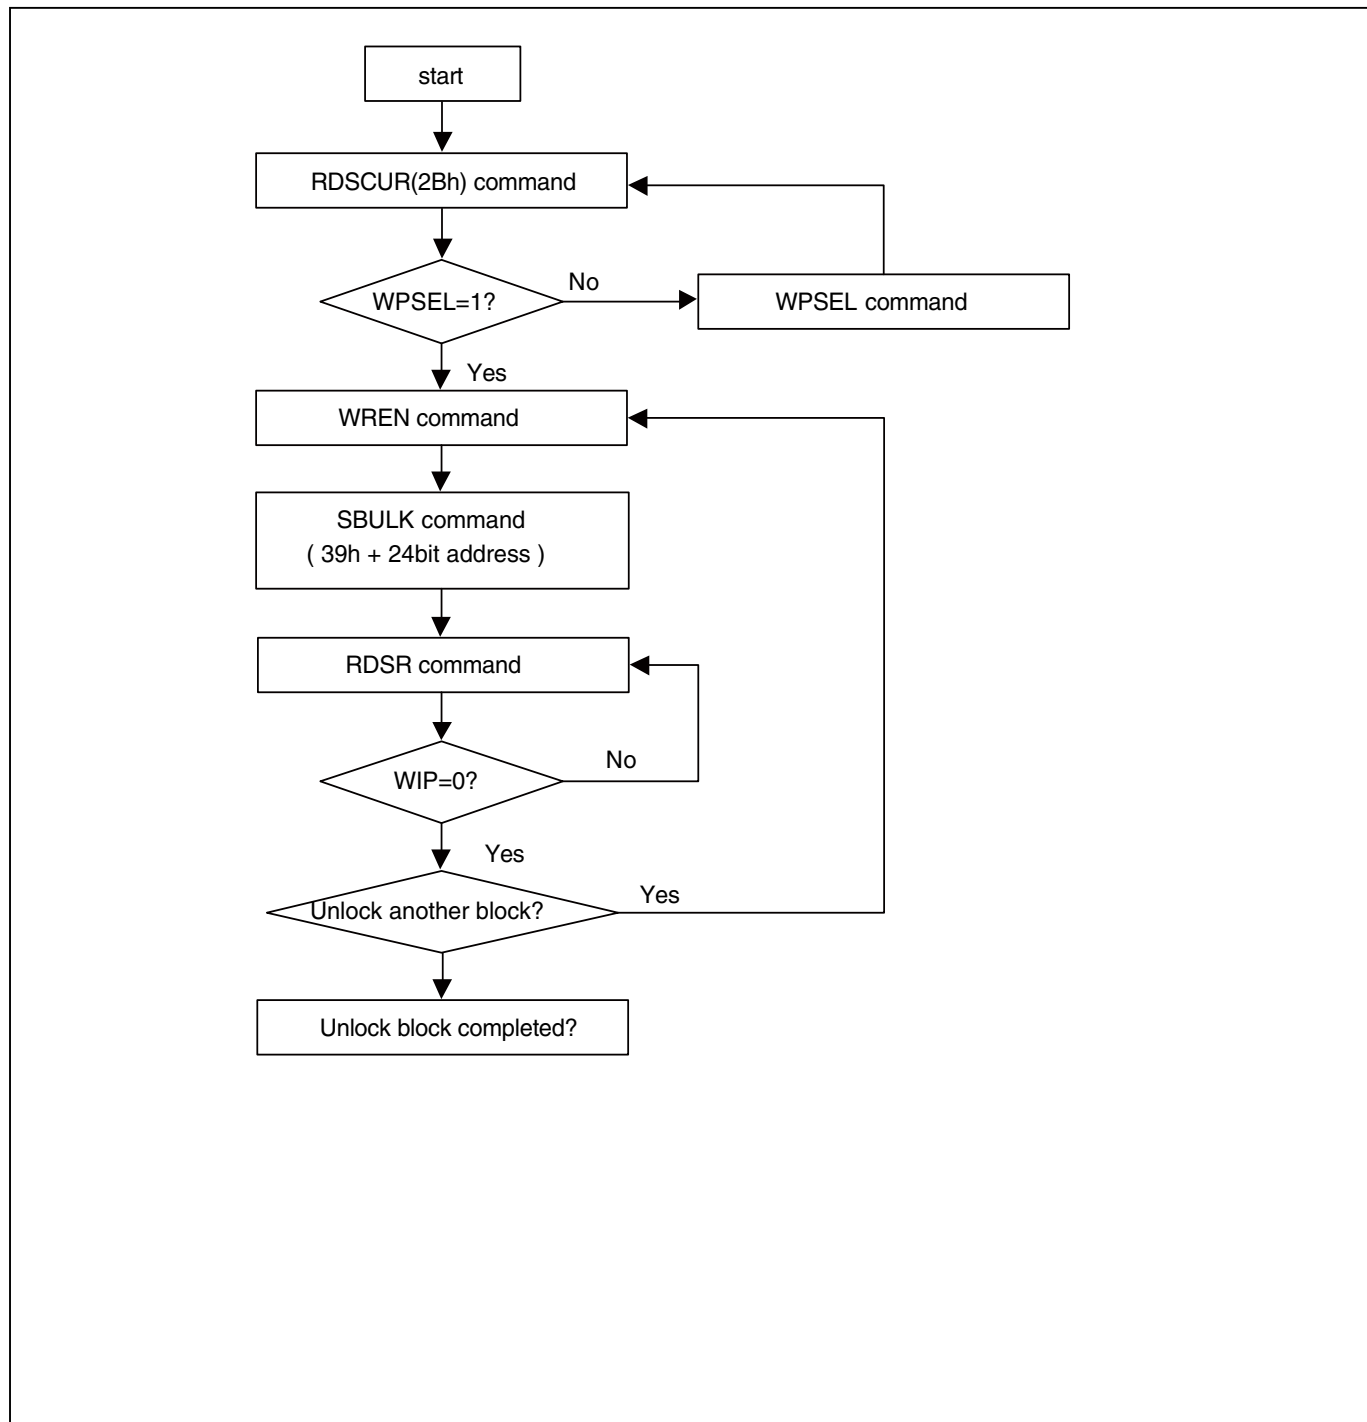 start
RDSCUR(2Bh) command
WPSEL=1?
No
WPSEL command
Yes
WREN command
SBULK command
( 39h + 24bit address )
RDSR command
WIP=0?
No
Yes
Unlock another block?
Yes
Unlock block completed?